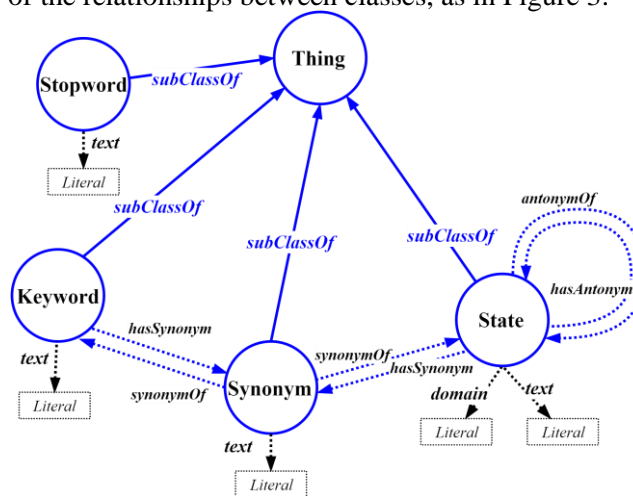 of the relationships between classes, as in Figure 3.
Thing
Stopword
subClassOf
text
Literal
antonymOf
subClassOf
subClassOf
subClassOf
hasAntonym
Keyword
State
hasSynonym
text
synonymOf
hasSynonym
synonymOf
Synonym
domain
text
Literal
text
Literal
Literal
Literal